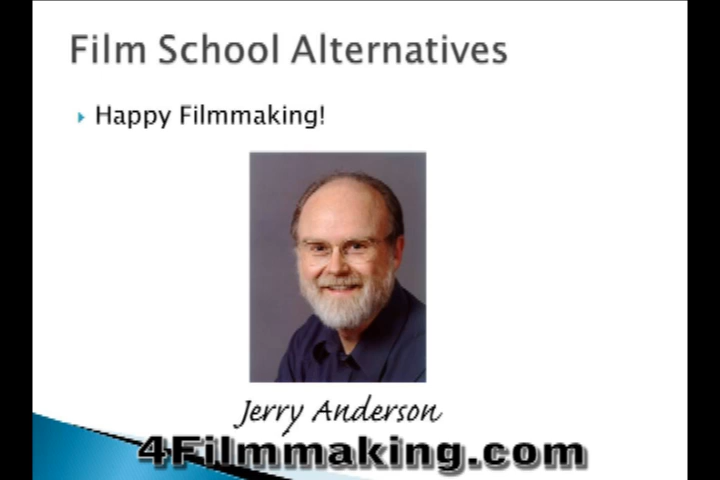 Film School Alternatives
Happy Filmmaking!
Jerry Anderson
4Filmmaking.com